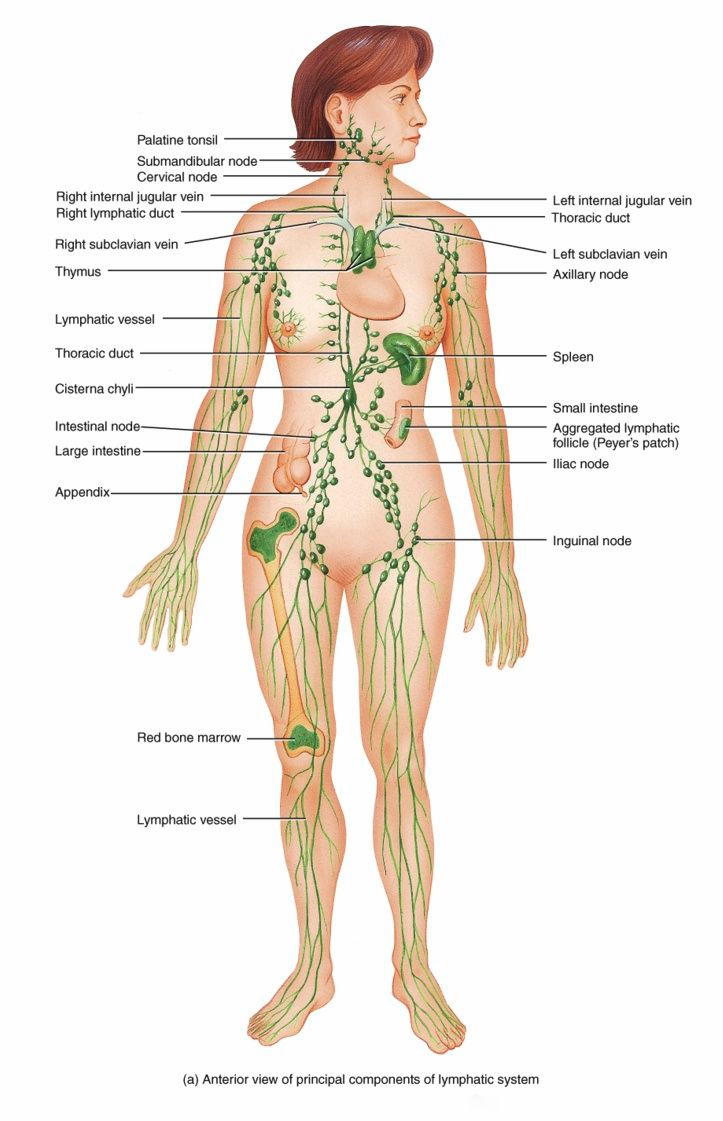 Palatine tonsil
Submandibular node
Cervical node
Right internal jugular vein
Right lymphatic duct
Right subclavian vein
Thymus
Lymphatic vessel
Thoracic duct
Cisterna chyli
Intestinal node
Large intestine
Appendix
Red bone marrow
Lymphatic vessel
Left internal jugular vein
Thoracic duct
Left subclavian vein
Axillary node
Spleen
Small intestine
Aggregated lymphatic
follicle (Peyer's patch)
Iliac node
Inguinal node
(a) Anterior view of principal components of lymphatic system